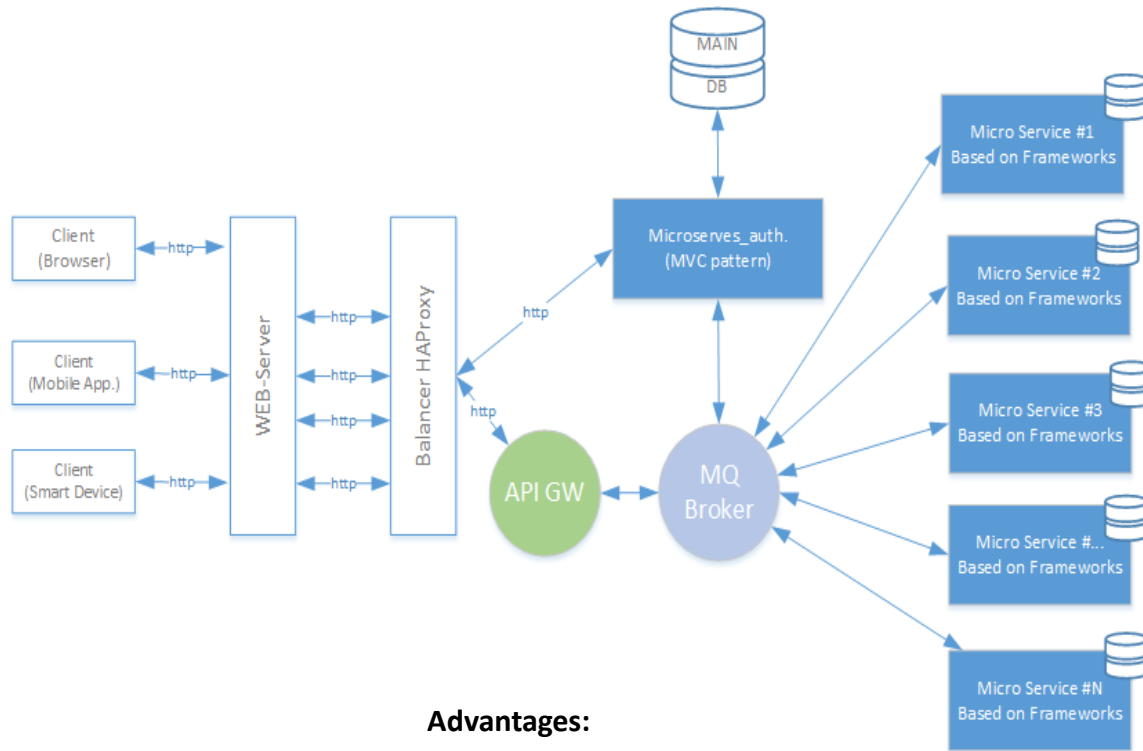 MAIN
DB
Micro Service #1
Based on Frameworks
Microserves_auth.
(MVC pattern)
Micro Service #2
Based on Frameworks
Client
(Browser)
http
Client
(Mobile App.)
http
Client
(Smart Device)
http
WEB-Server
http
http
http
http
Balancer HAProxy
http
http
API GW
MQ
Broker
Micro Service #3
Based on Frameworks
Micro Service #...
Based on Frameworks
Micro Service #N
Based on Frameworks
Advantages: